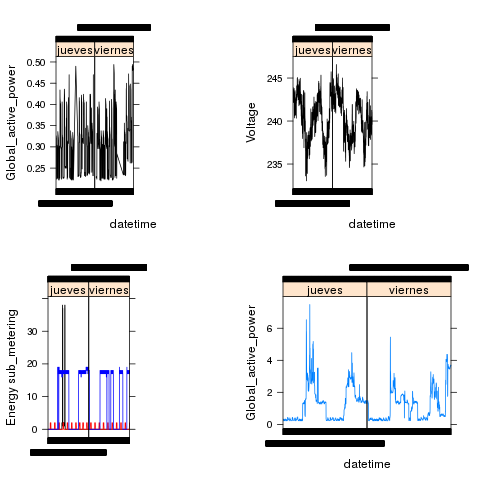 jueves viernes
Global_active_power
0.50
0.45
0.40
0.35
0.30
0.25
datetime
jueves viernes
Voltage
245
240
235
datetime
jueves viernes
Energy sub_metering
30
20
10
0
jueves viernes
Global_active_power
6
4
2
0
datetime